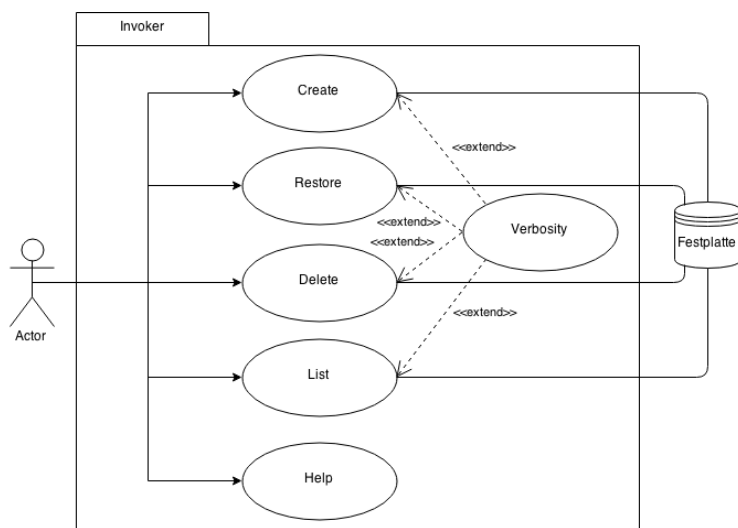 Invoker
Create
<<extend>>
Restore
<<extend>>
Verbosity
Festplatte
<<extend>>
Delete
Actor
<<extend>>
List
Help